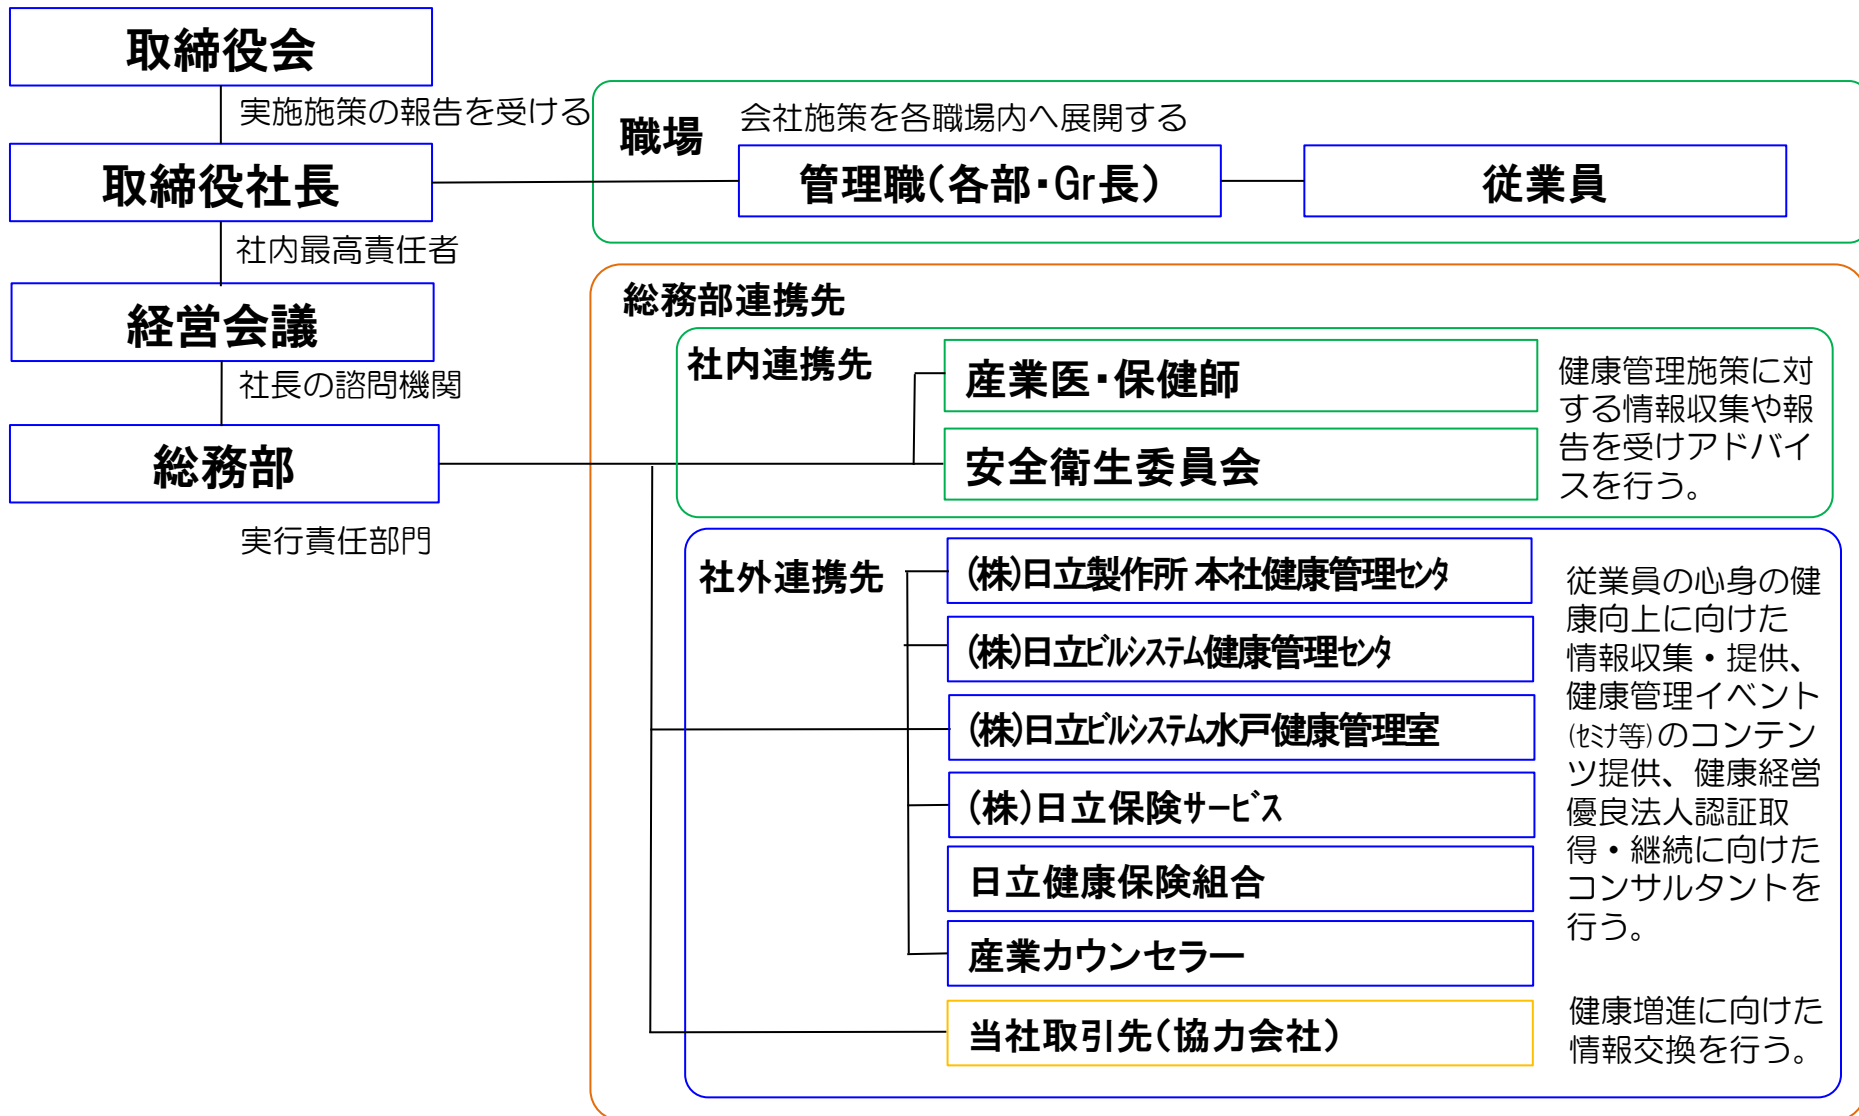 取締役会
実施施策の報告を受ける
取締役社長
社内最高責任者
経営会議
社長の諮問機関
総務部
実行責任部門
職場
会社施策を各職場内へ展開する
管理職(各部・Gr長)
従業員
総務部連携先
社内連携先
産業医・保健師
安全衛生委員会
健康管理施策に対
する情報収集や報
告を受けアドバイ
スを行う。
社外連携先
(株)日立製作所 本社健康管理ｾﾝﾀ
(株)日立ﾋﾞﾙｼｽﾃﾑ健康管理ｾﾝﾀ
(株)日立ﾋﾞﾙｼｽﾃﾑ水戸健康管理室
(株)日立保険ｻｰﾋﾞｽ
日立健康保険組合
産業カウンセラー
従業員の心身の健
康向上に向けた
情報収集・提供、
健康管理イベント
(ｾﾐﾅ等)のコンテン
ツ提供、健康経営
優良法人認証取
得・継続に向けた
コンサルタントを
行う。
当社取引先(協力会社)
健康増進に向けた
情報交換を行う。